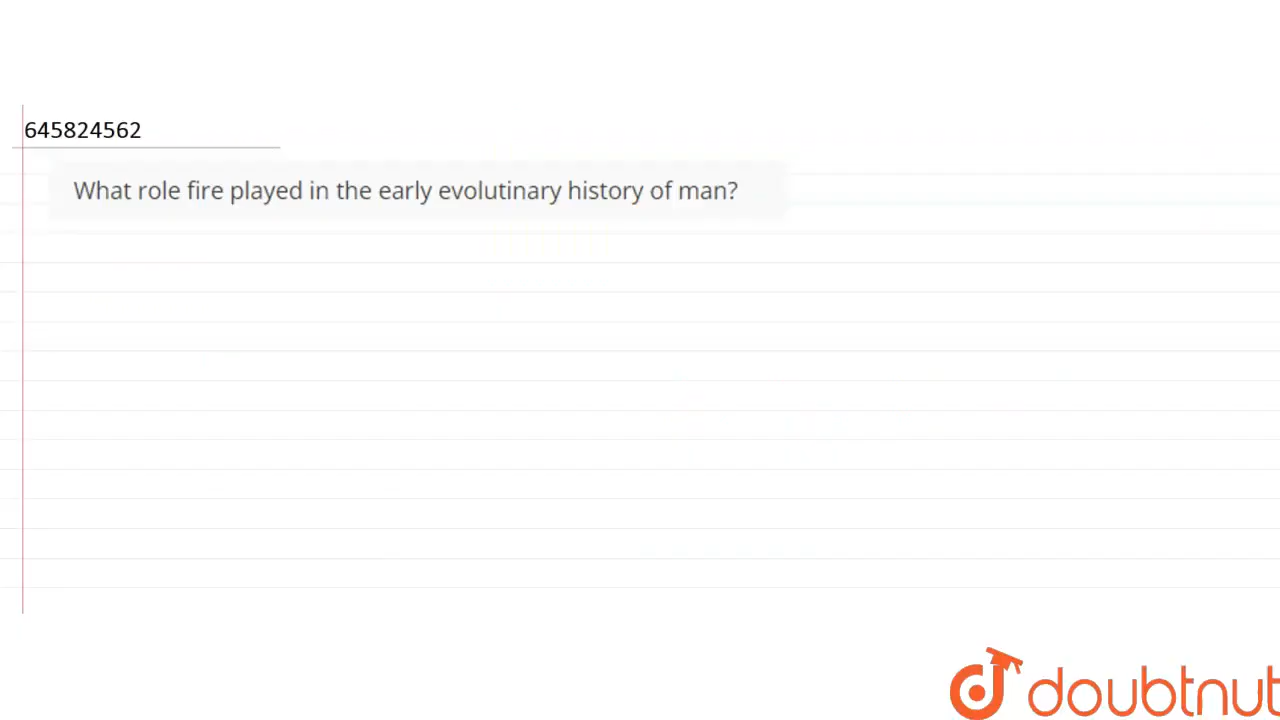 645824562
What role fire played in the early evolutinary history of man?
doubtnut